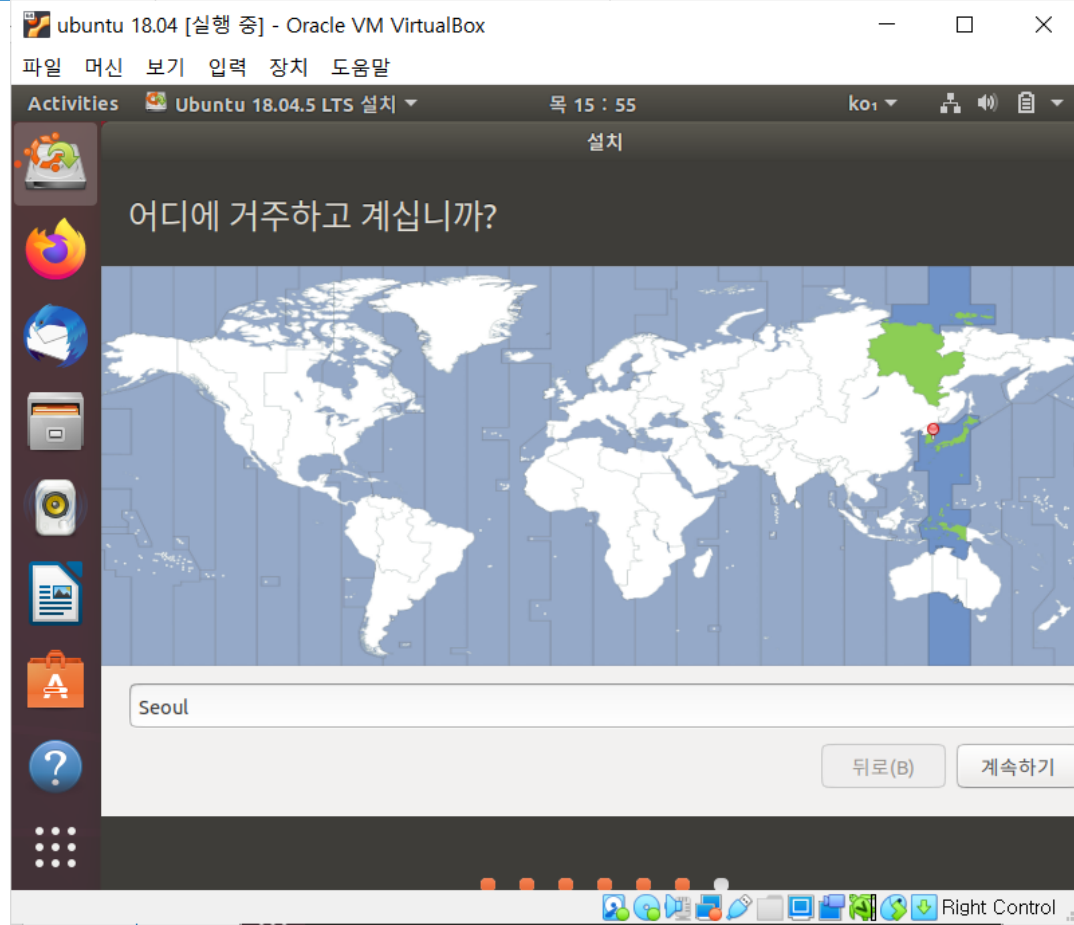 ubuntu 18.04 [실행 중] - Oracle VM VirtualBox
파일 머신 보기 입력 장치 도움말
Activities Ubuntu 18.04.5 LTS 설치 목 15 : 55 ko₁
설치
어디에 거주하고 계십니까?
Seoul
뒤로(B) 계속하기
Right Control